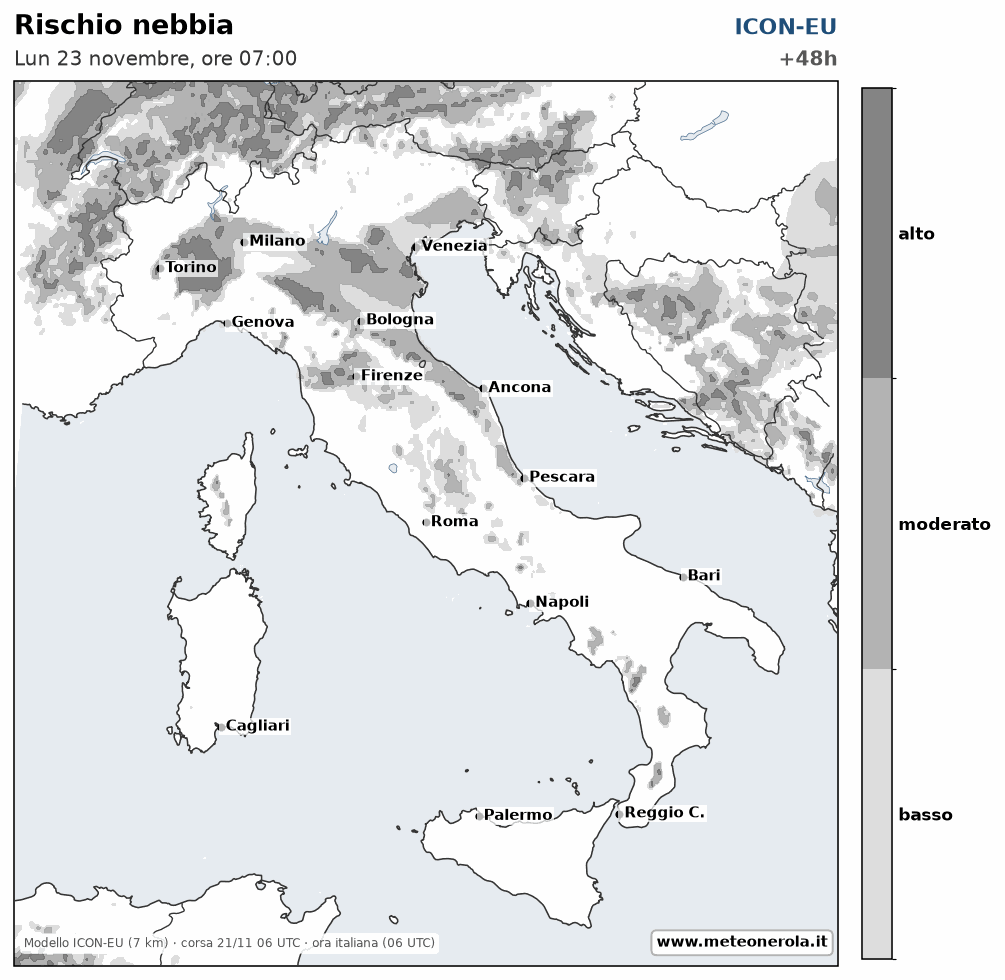 Rischio nebbia
ICON-EU
Lun 23 novembre, ore 07:00
+48h
Milano
Venezia
Torino
Genova
Bologna
Firenze
Ancona
Pescara
Roma
Bari
Napoli
Cagliari
Palermo
Reggio C.
alto
moderato
basso
Modello ICON-EU (7 km) · corsa 21/11 06 UTC · ora italiana (06 UTC)
www.meteonerola.it